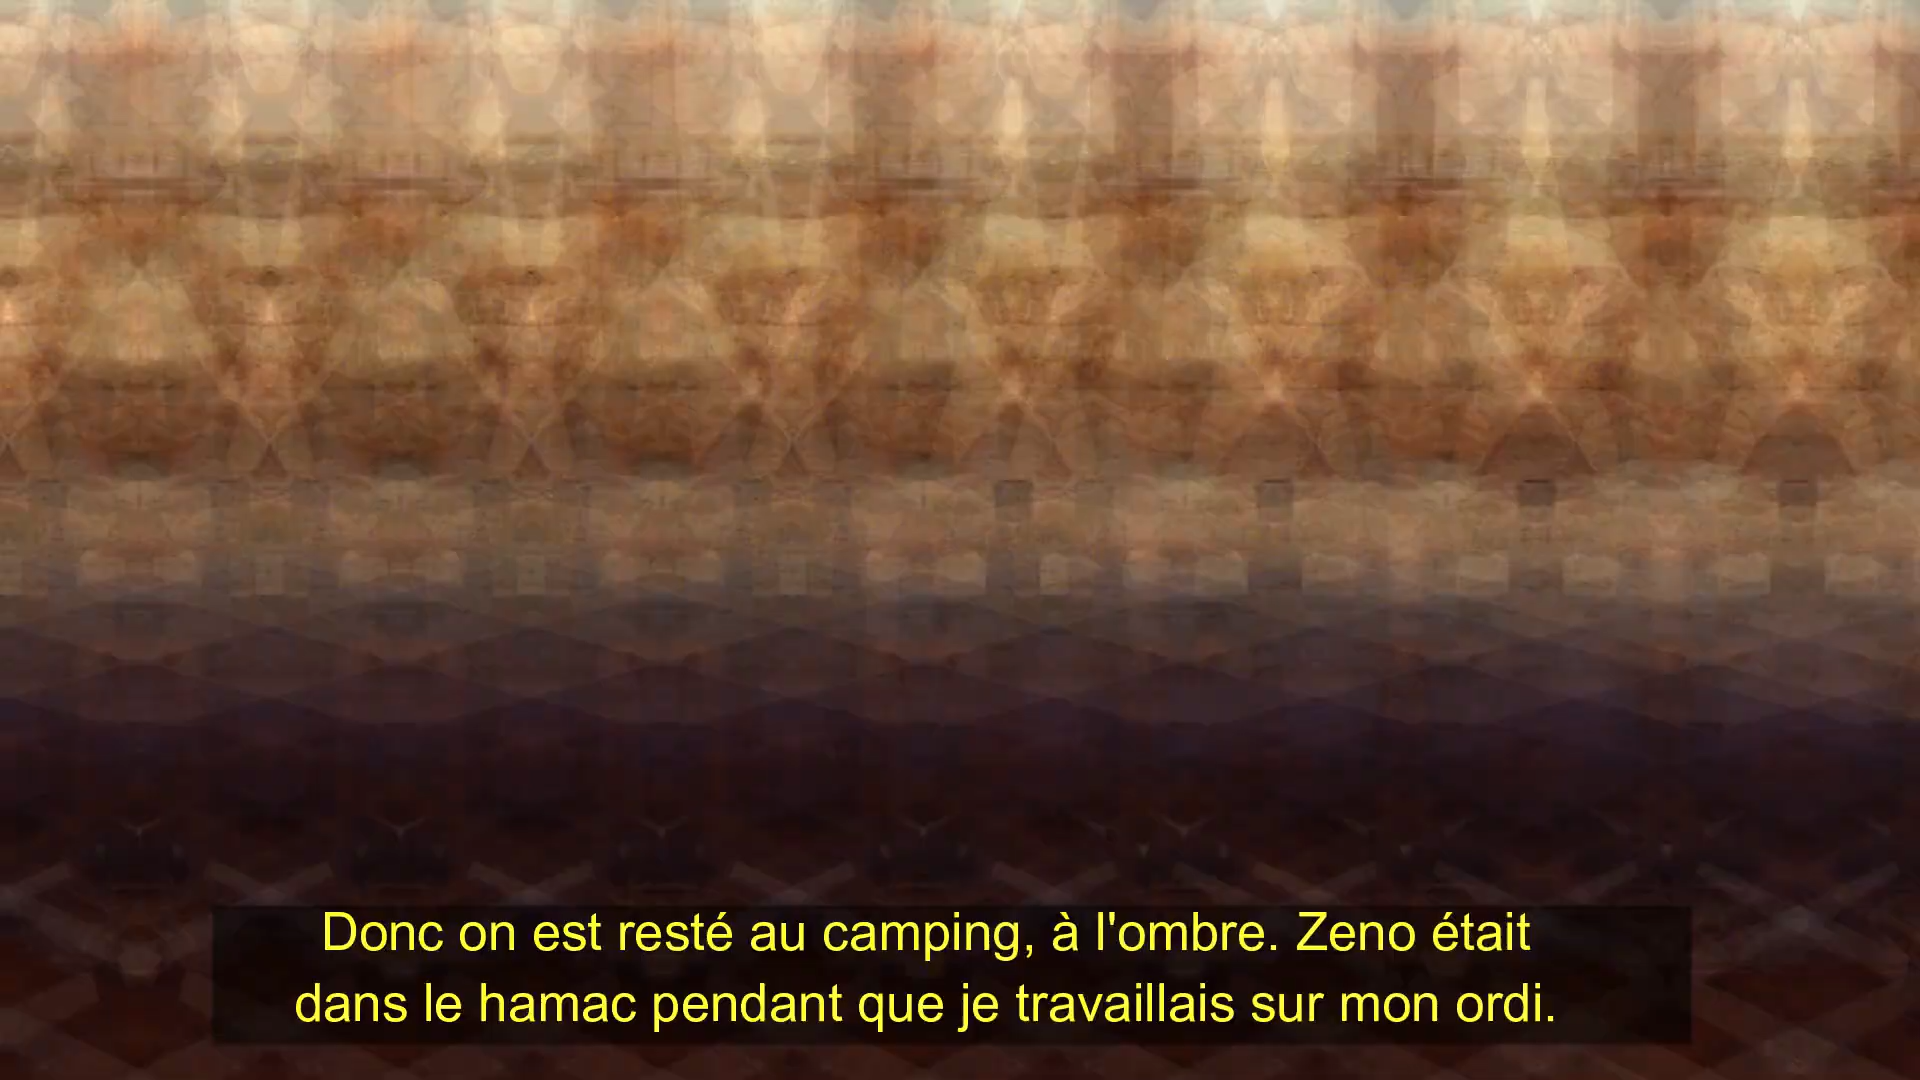 Donc on est resté au camping, à l'ombre. Zeno était
dans le hamac pendant que je travaillais sur mon ordi.